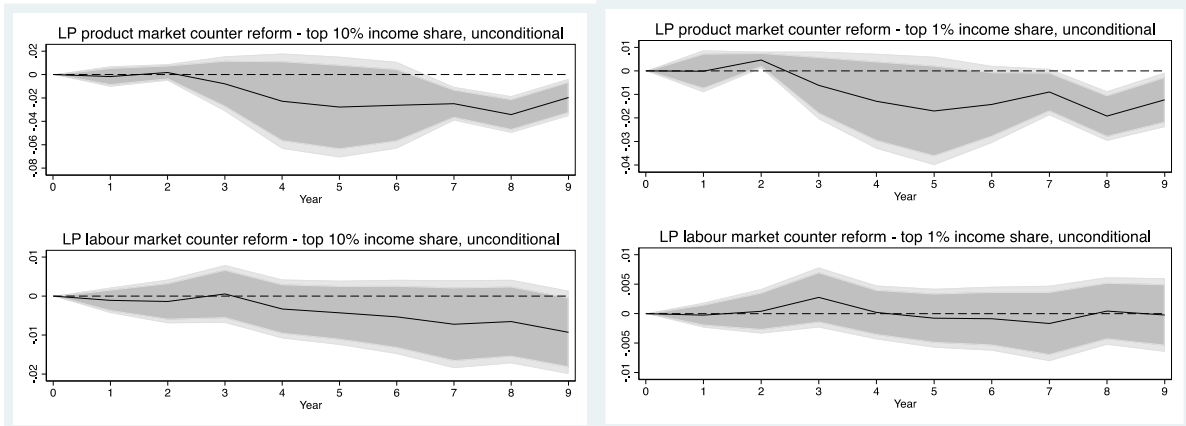 LP product market counter reform - top 10% income share, unconditional
.02
0
-.02
-.04
-.06
-.08
0 1 2 3 4 5 6 7 8 9
Year
LP product market counter reform - top 1% income share, unconditional
.01
0
-.01
-.02
-.03
-.04
0 1 2 3 4 5 6 7 8 9
Year
LP labour market counter reform - top 10% income share, unconditional
.01
0
-.01
-.02
0 1 2 3 4 5 6 7 8 9
Year
LP labour market counter reform - top 1% income share, unconditional
.01
.005
0
-.005
-.01
0 1 2 3 4 5 6 7 8 9
Year